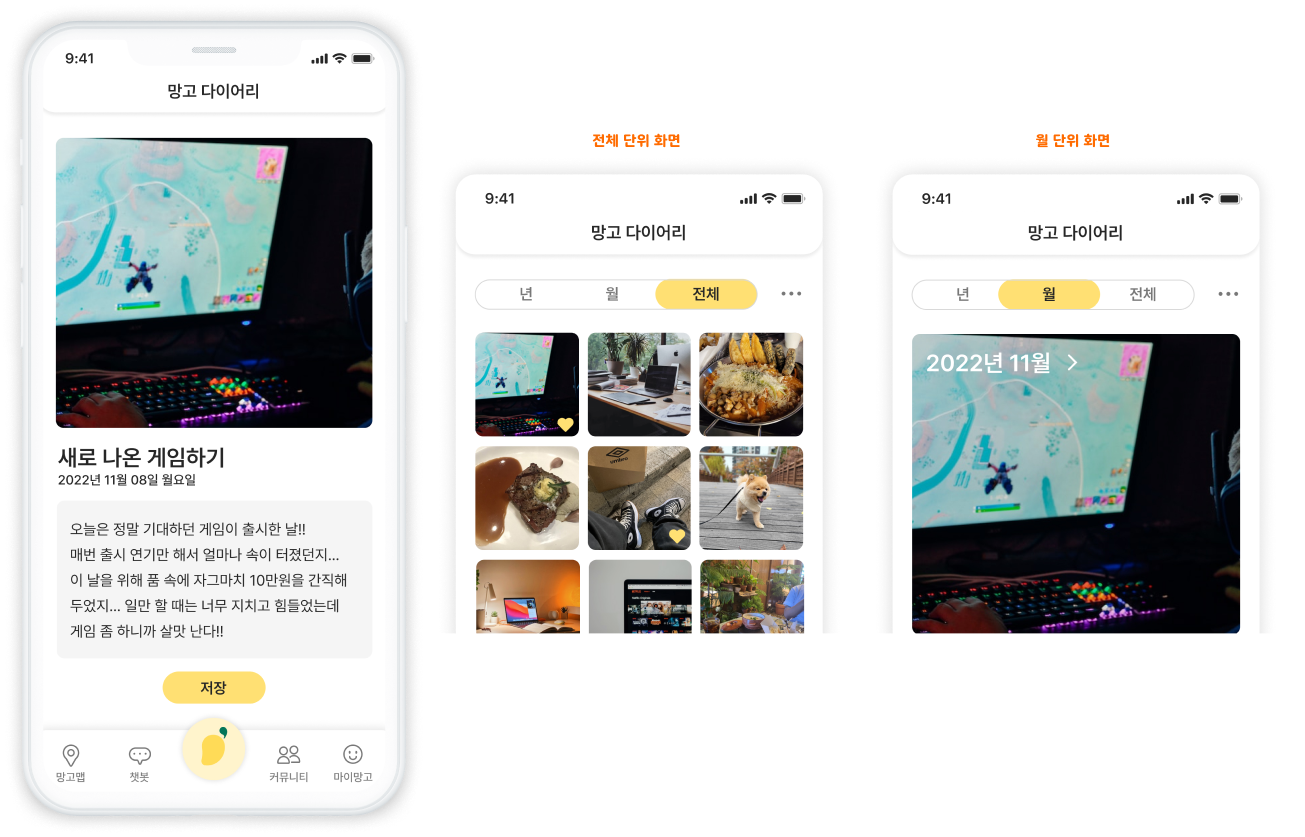 9:41
망고 다이어리
새로 나온 게임하기
2022년 11월 08일 월요일
오늘은 정말 기대하던 게임이 출시한 날!!
매번 출시 연기만 해서 얼마나 속이 터졌던지...
이 날을 위해 품 속에 자그마치 10만원을 간직해
두었지... 일만 할 때는 너무 지치고 힘들었는데
게임 좀 하니까 살맛 난다!!
저장
망고맵
챗봇
커뮤니티
마이망고
전체 단위 화면
9:41
망고 다이어리
년 월 전체
umbro
NETFLIX
월 단위 화면
9:41
망고 다이어리
년 월 전체
2022년 11월 >